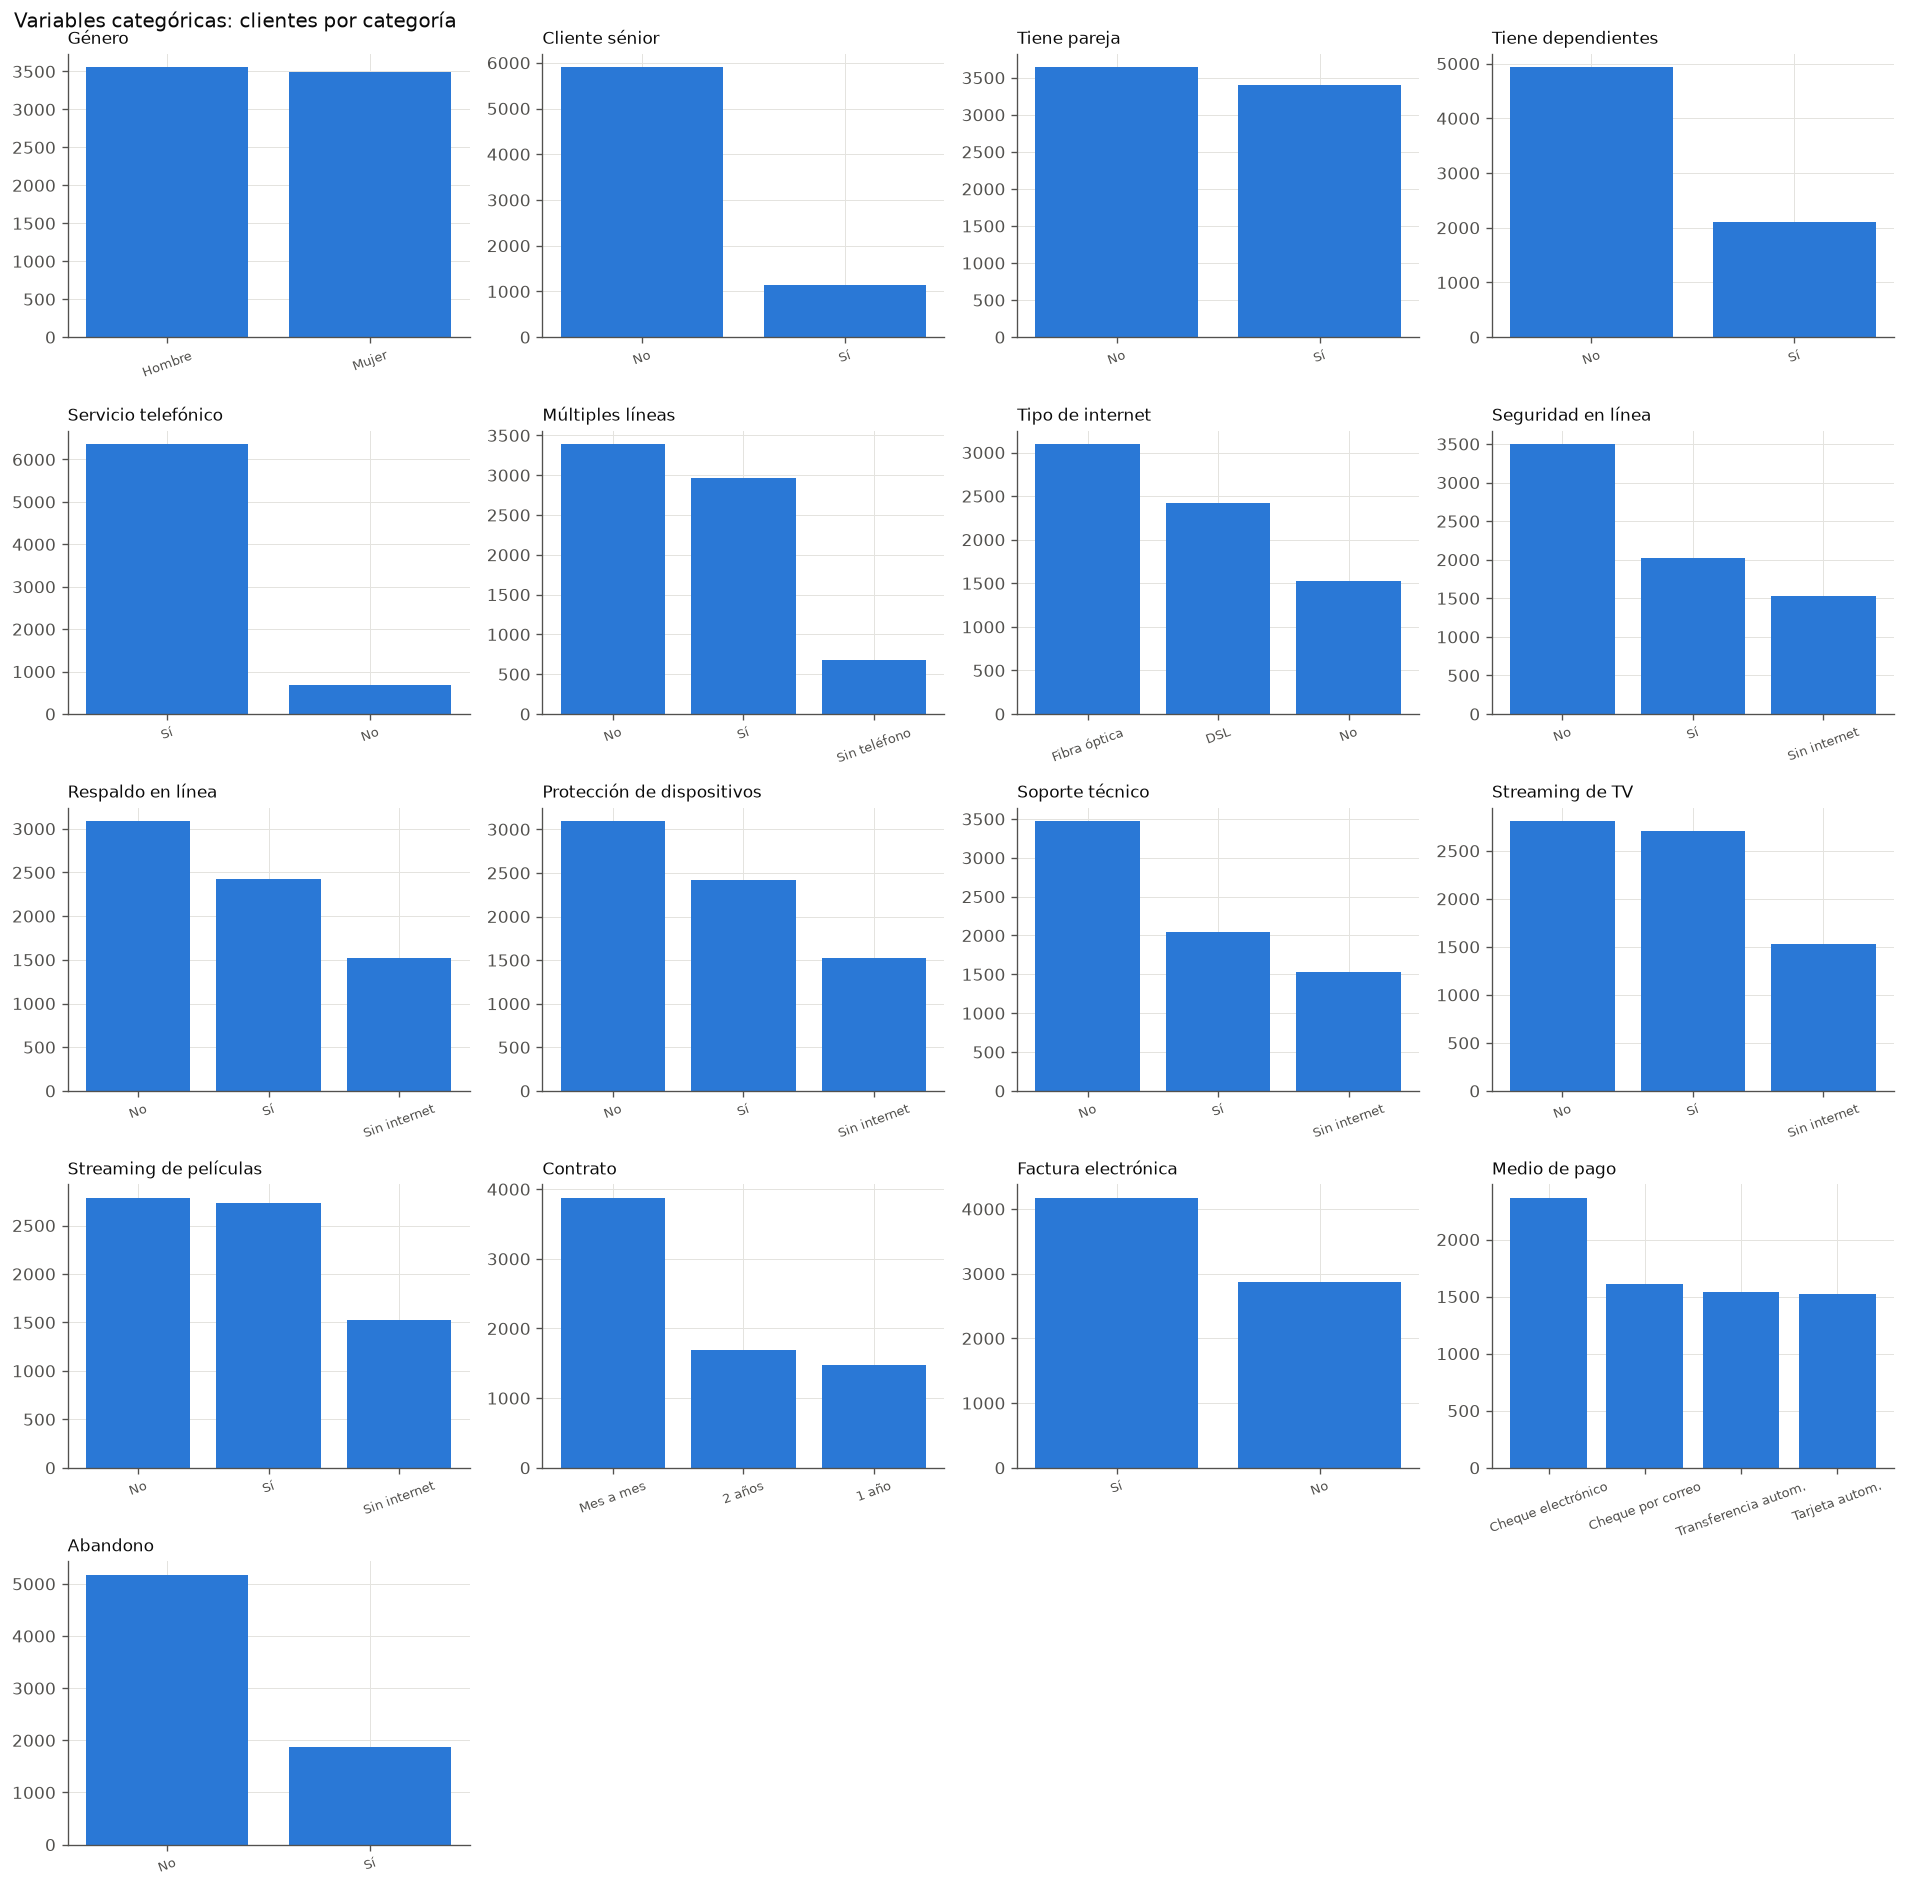 Variables categóricas: clientes por categoría
Género
3500
3000
2500
2000
1500
1000
500
0
Hombre
Mujer
Cliente sénior
6000
5000
4000
3000
2000
1000
0
No
Sí
Tiene pareja
3500
3000
2500
2000
1500
1000
500
0
No
Sí
Tiene dependientes
5000
4000
3000
2000
1000
0
No
Sí
Servicio telefónico
6000
5000
4000
3000
2000
1000
0
Sí
No
Múltiples líneas
3500
3000
2500
2000
1500
1000
500
0
No
Sí
Sin teléfono
Tipo de internet
3000
2500
2000
1500
1000
500
0
Fibra óptica
DSL
No
Seguridad en línea
3500
3000
2500
2000
1500
1000
500
0
No
Sí
Sin internet
Respaldo en línea
3000
2500
2000
1500
1000
500
0
No
Sí
Sin internet
Protección de dispositivos
3000
2500
2000
1500
1000
500
0
No
Sí
Sin internet
Soporte técnico
3500
3000
2500
2000
1500
1000
500
0
No
Sí
Sin internet
Streaming de TV
2500
2000
1500
1000
500
0
No
Sí
Sin internet
Streaming de películas
2500
2000
1500
1000
500
0
No
Sí
Sin internet
Contrato
4000
3000
2000
1000
0
Mes a mes
2 años
1 año
Factura electrónica
4000
3000
2000
1000
0
Sí
No
Medio de pago
2000
1500
1000
500
0
Cheque electrónico
Cheque por correo
Transferencia autom.
Tarjeta autom.
Abandono
5000
4000
3000
2000
1000
0
No
Sí